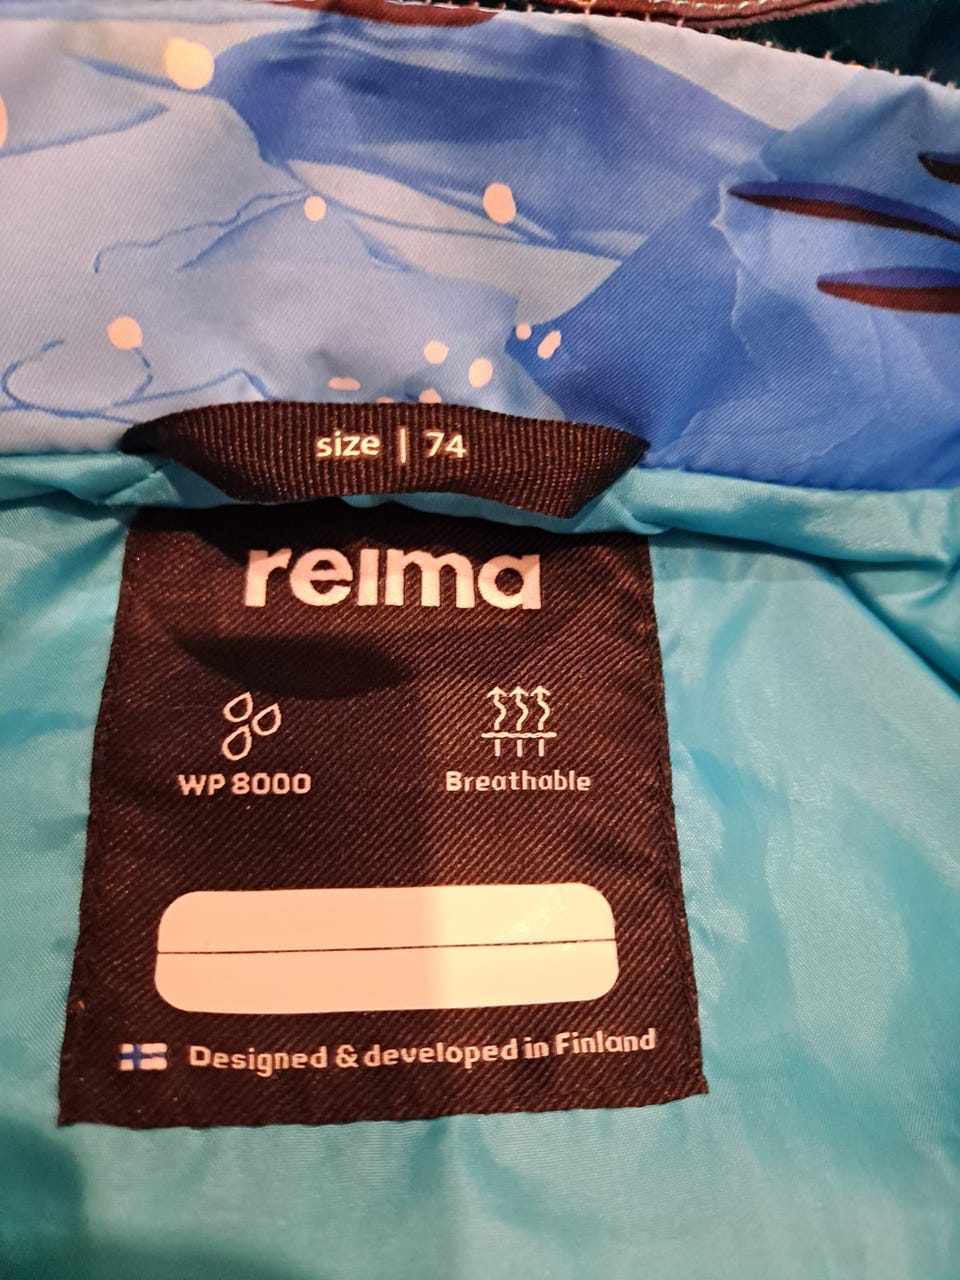 size | 74
reima
WP 8000
Breathable
Designed & developed in Finland